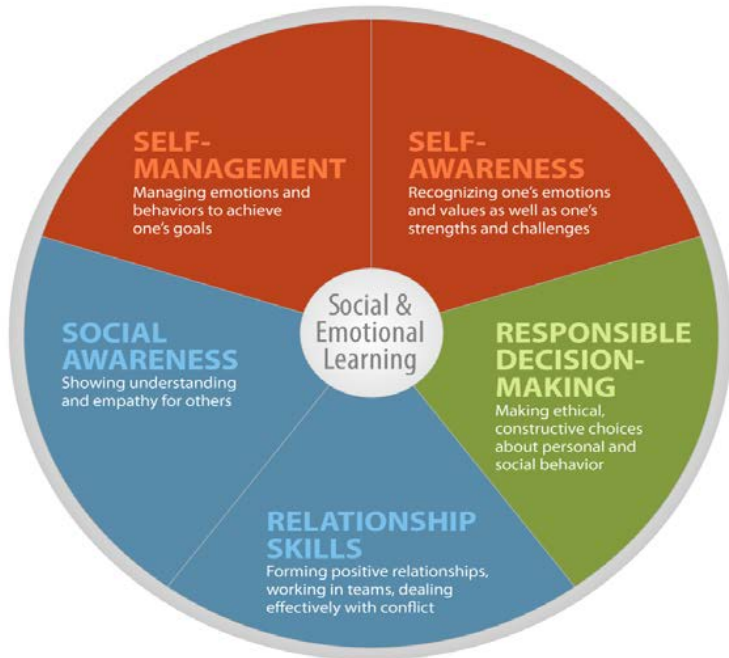 SELF-
MANAGEMENT
Managing emotions and
behaviors to achieve
one's goals
SELF-
AWARENESS
Recognizing one's emotions
and values as well as one's
strengths and challenges
SOCIAL
AWARENESS
Showing understanding
and empathy for others
Social &
Emotional
Learning
RESPONSIBLE
DECISION-
MAKING
Making ethical,
constructive choices
about personal and
social behavior
RELATIONSHIP
SKILLS
Forming positive relationships,
working in teams, dealing
effectively with conflict